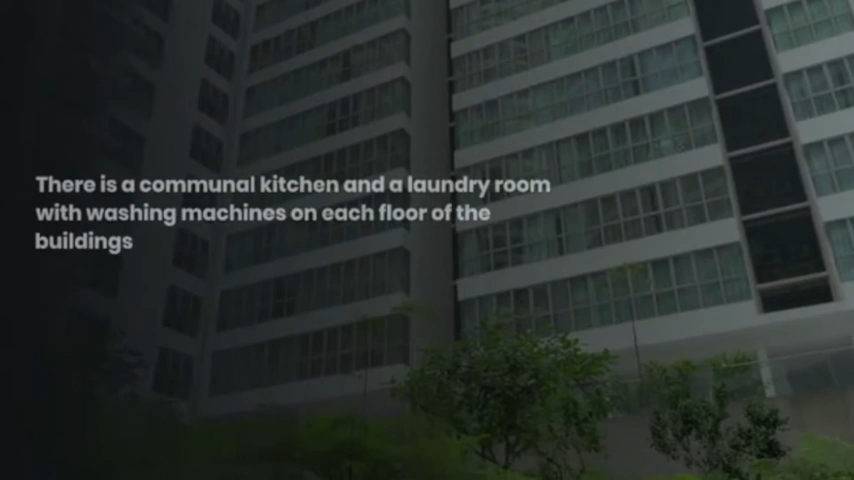 There is a communal kitchen and a laundry room
with washing machines on each floor of the
buildings